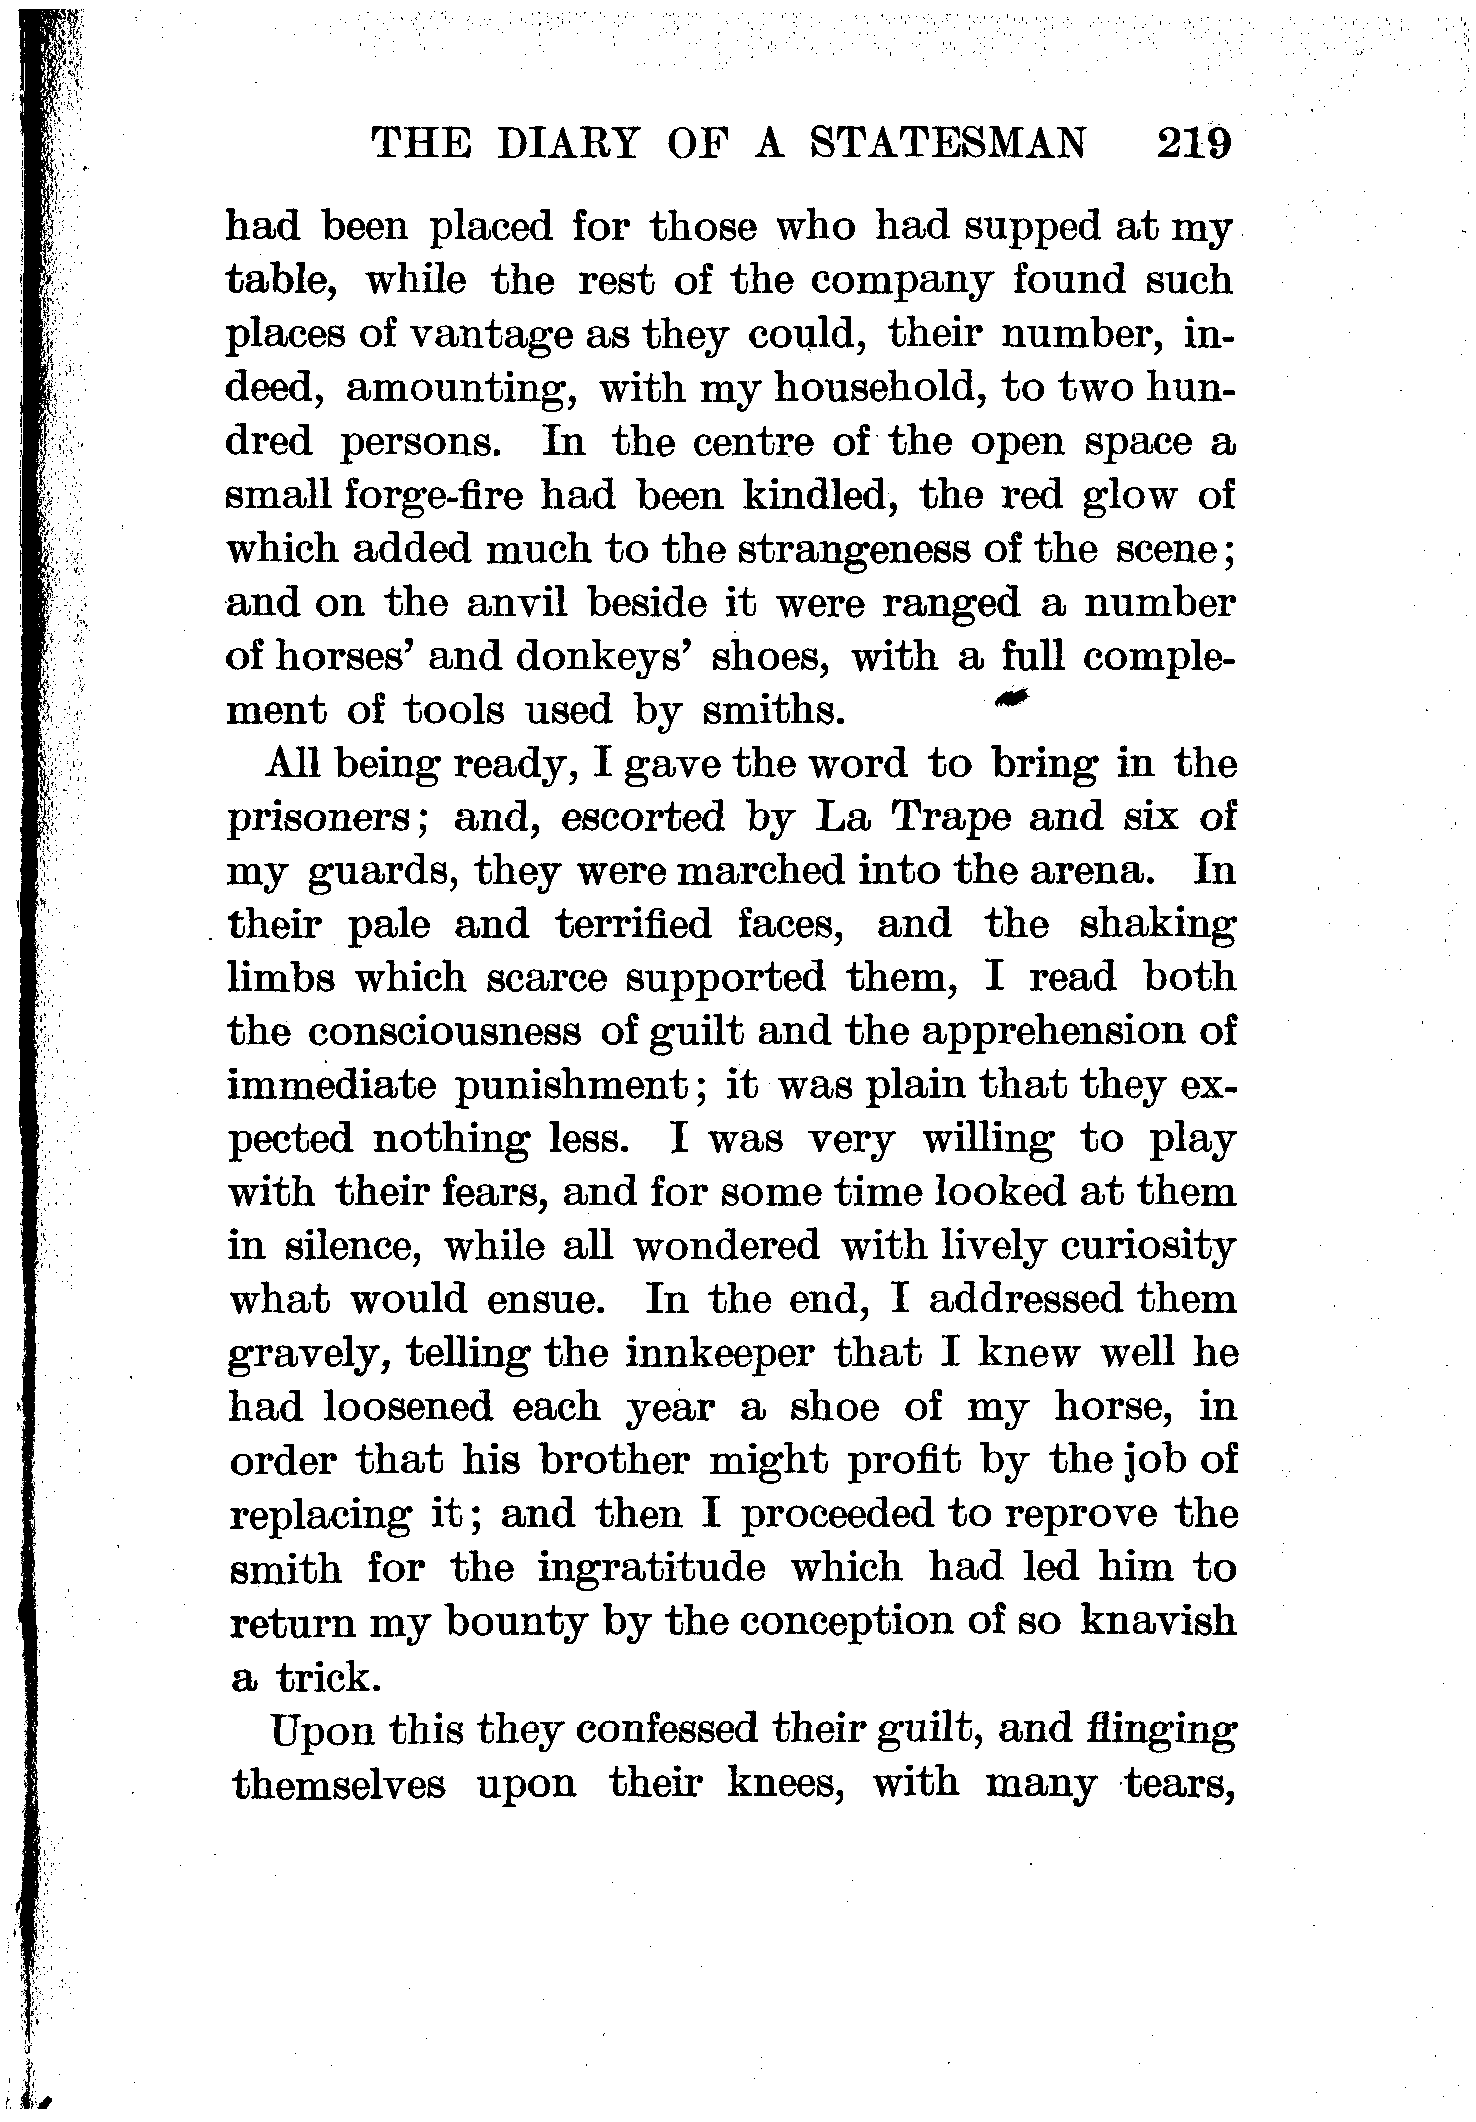 THE DIARY OF A STATESMAN 219
had been placed for those who had supped at my
table, while the rest of the company found such
places of vantage as they could, their number, in-
deed, amounting, with my household, to two hun-
dred persons. In the centre of the open space a
small forge-fire had been kindled, the red glow of
which added much to the strangeness of the scene;
and on the anvil beside it were ranged a number
of horses' and donkeys' shoes, with a full comple-
ment of tools used by smiths.
All being ready, I gave the word to bring in the
prisoners; and, escorted by La Trape and six of
my guards, they were marched into the arena. In
their pale and terrified faces, and the shaking
limbs which scarce supported them, I read both
the consciousness of guilt and the apprehension of
immediate punishment; it was plain that they ex-
pected nothing less. I was very willing to play
with their fears, and for some time looked at them
in silence, while all wondered with lively curiosity
what would ensue. In the end, I addressed them
gravely, telling the innkeeper that I knew well he
had loosened each year a shoe of my horse, in
order that his brother might profit by the job of
replacing it; and then I proceeded to reprove the
smith for the ingratitude which had led him to
return my bounty by the conception of so knavish
a trick.
Upon this they confessed their guilt, and flinging
themselves upon their knees, with many tears,